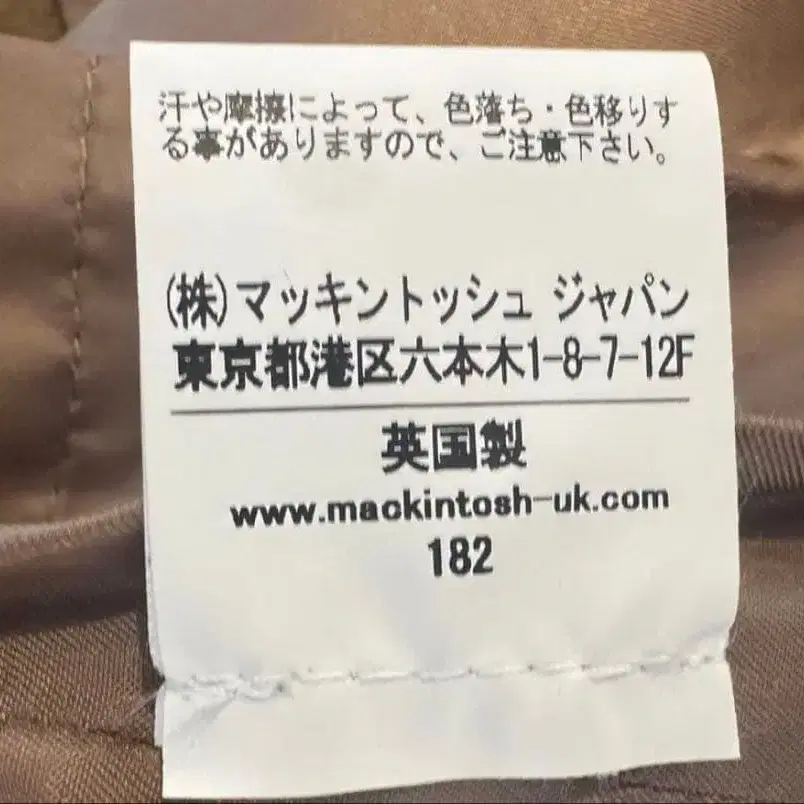 汗や摩擦によって、色落ち・色移りす
る事がありますので、ご注意下さい。
(株)マッキントッシュ ジャパン
東京都港区六本木1-8-7-12F
英国製
www.mackintosh-uk.com
182